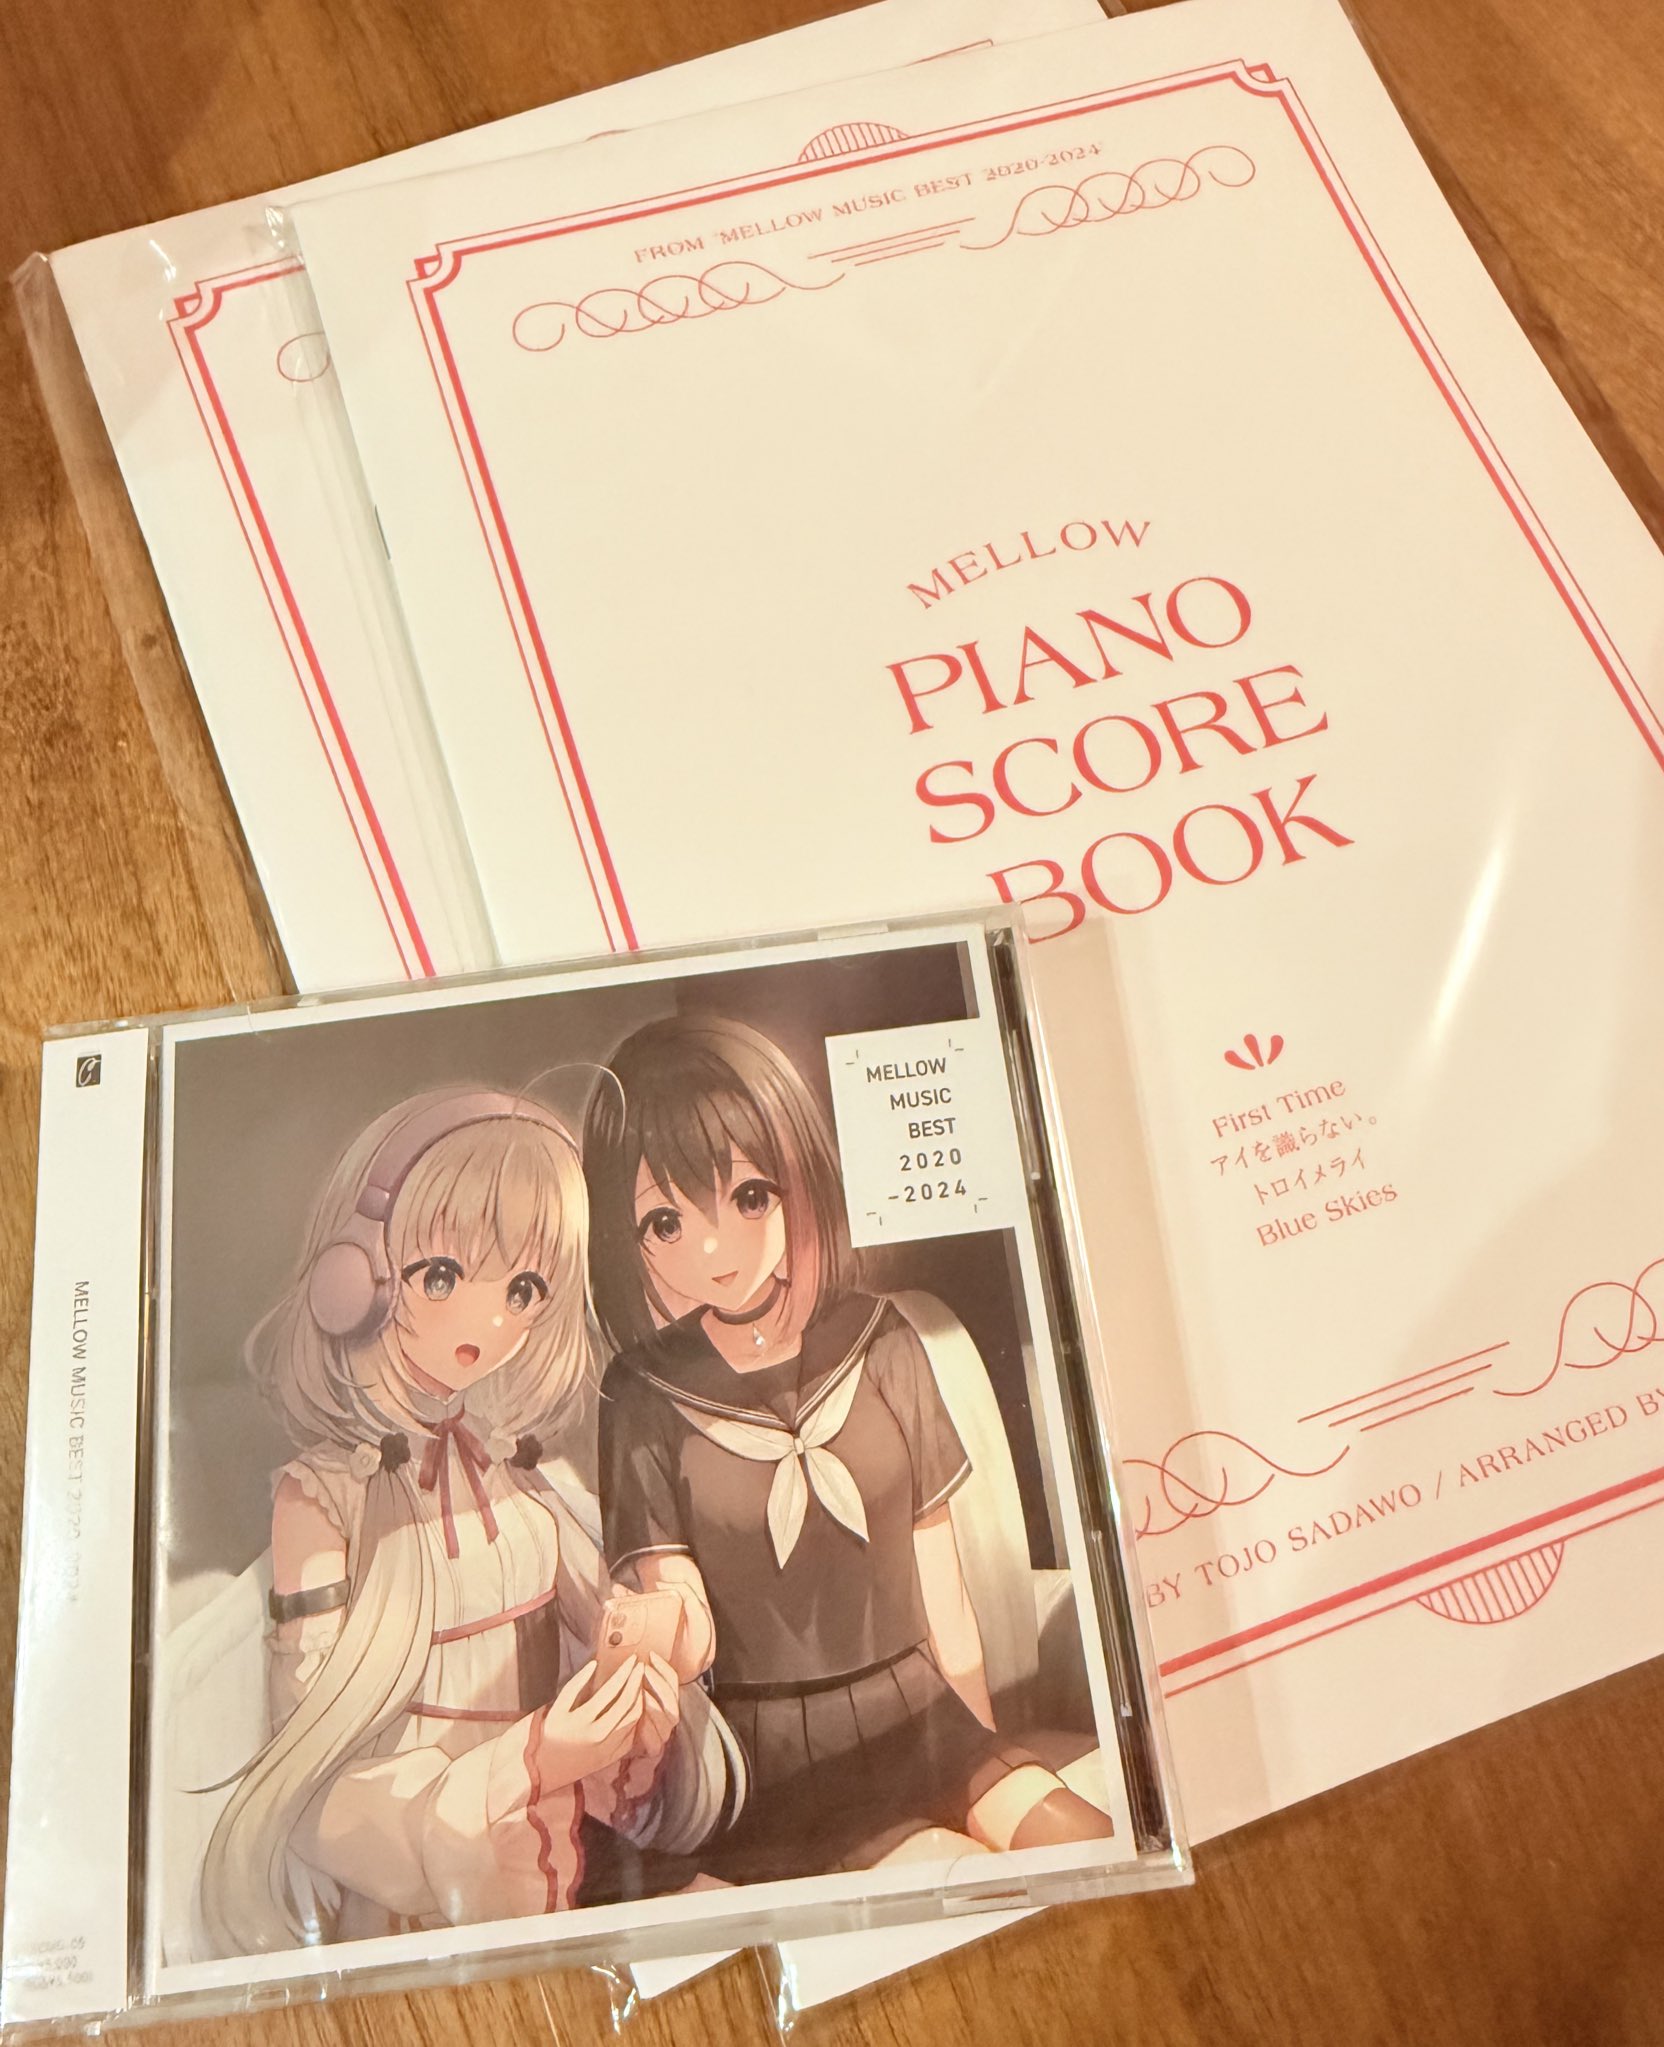 FROM "MELLOW MUSIC BEST 2020-2024"
MELLOW
PIANO
SCORE
BOOK
First Time
アイを識らない。
トロイメライ
Blue Skies
BY TOJO SADAWO / ARRANGED BY
MELLOW
MUSIC
BEST
2020
-2024
MELLOW MUSIC BEST 2020-2024